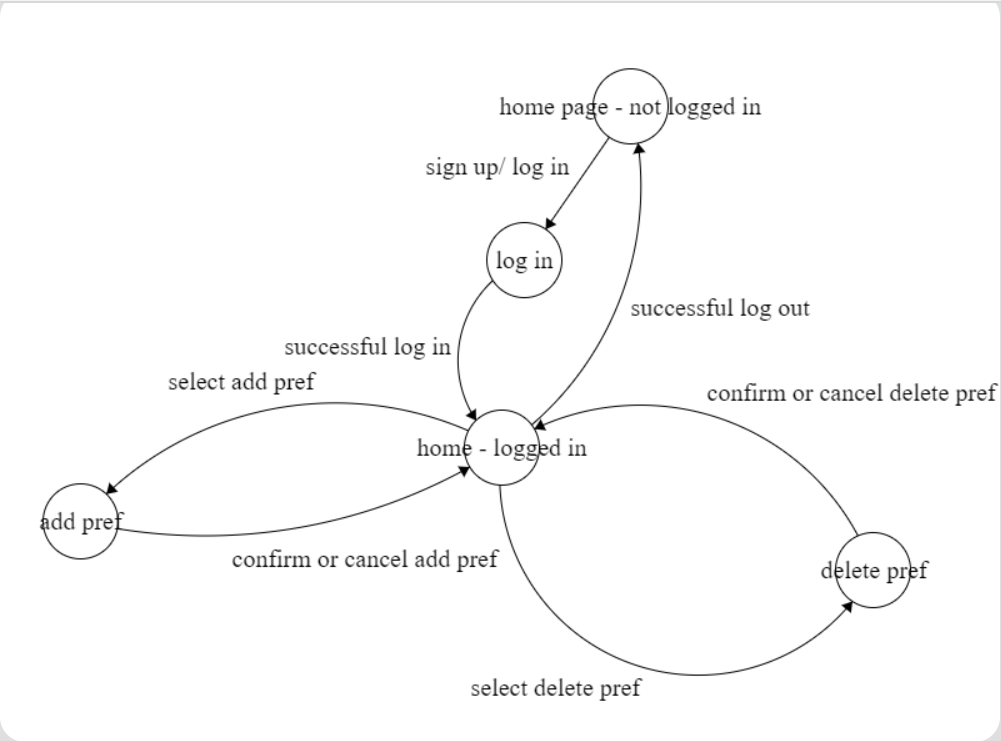 home page - not logged in
sign up/ log in
log in
successful log out
successful log in
select add pref
confirm or cancel delete pref
home - logged in
add pref
confirm or cancel add pref
delete pref
select delete pref